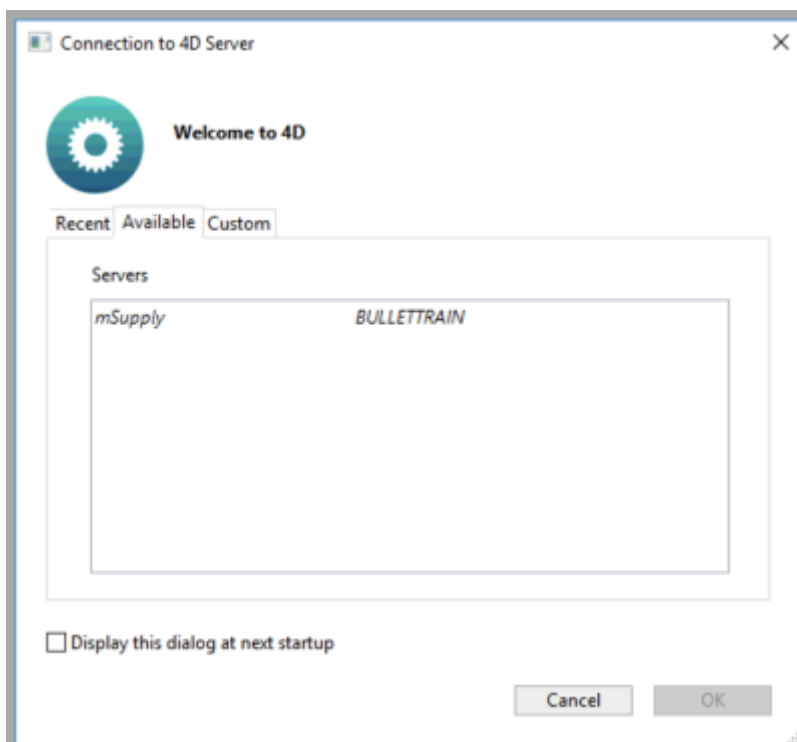 Connection to 4D Server
Welcome to 4D
Recent Available Custom
Servers
mSupply BULLETTRAIN
Display this dialog at next startup
Cancel OK